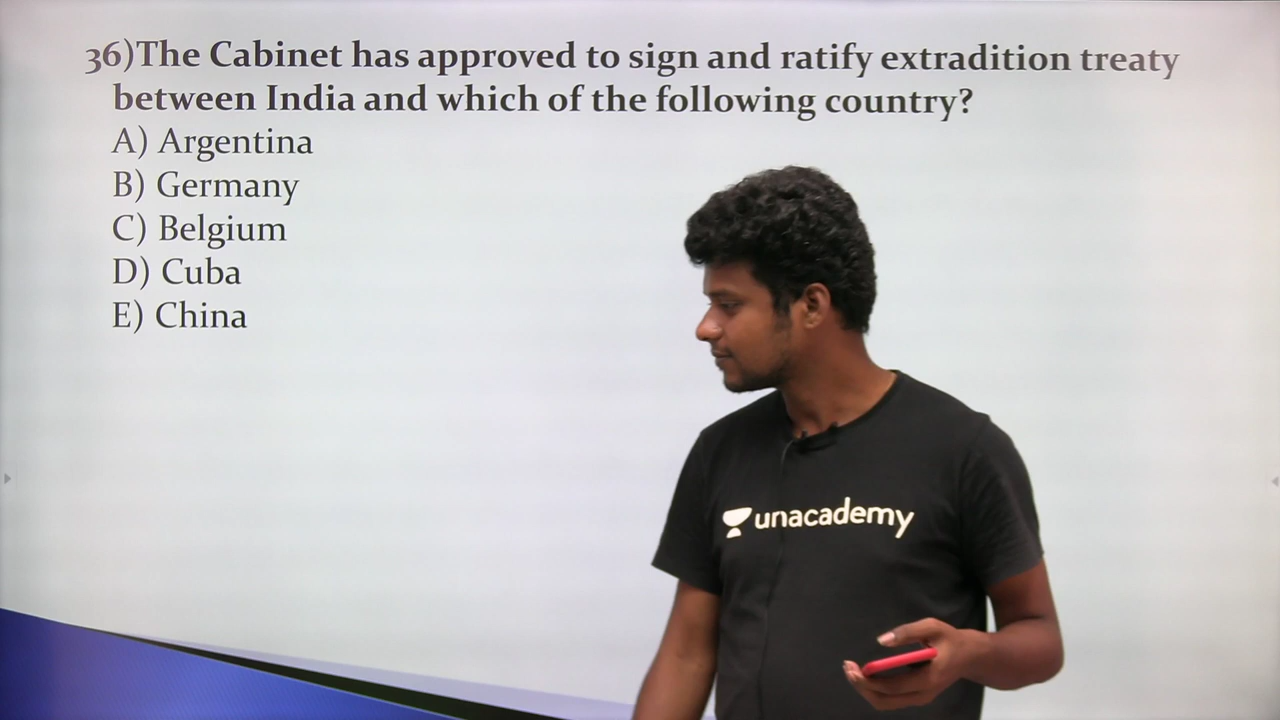 36)The Cabinet has approved to sign and ratify extradition treaty
between India and which of the following country?
A) Argentina
B) Germany
C) Belgium
D) Cuba
E) China
unacademy